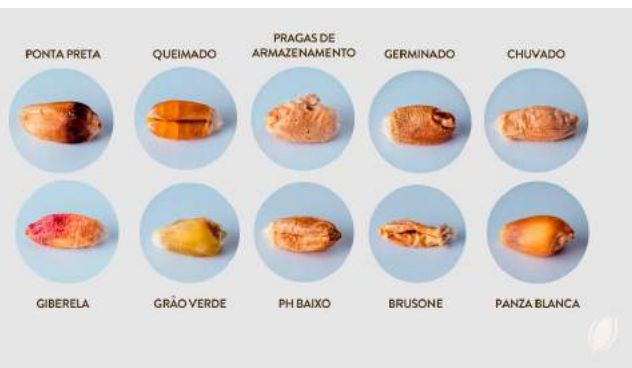 PONTA PRETA
QUEIMADO
PRAGAS DE
ARMAZENAMENTO
GERMINADO
CHUVADO
GIBERELA
GRÃO VERDE
PH BAIXO
BRUSONE
PANZA BLANCA